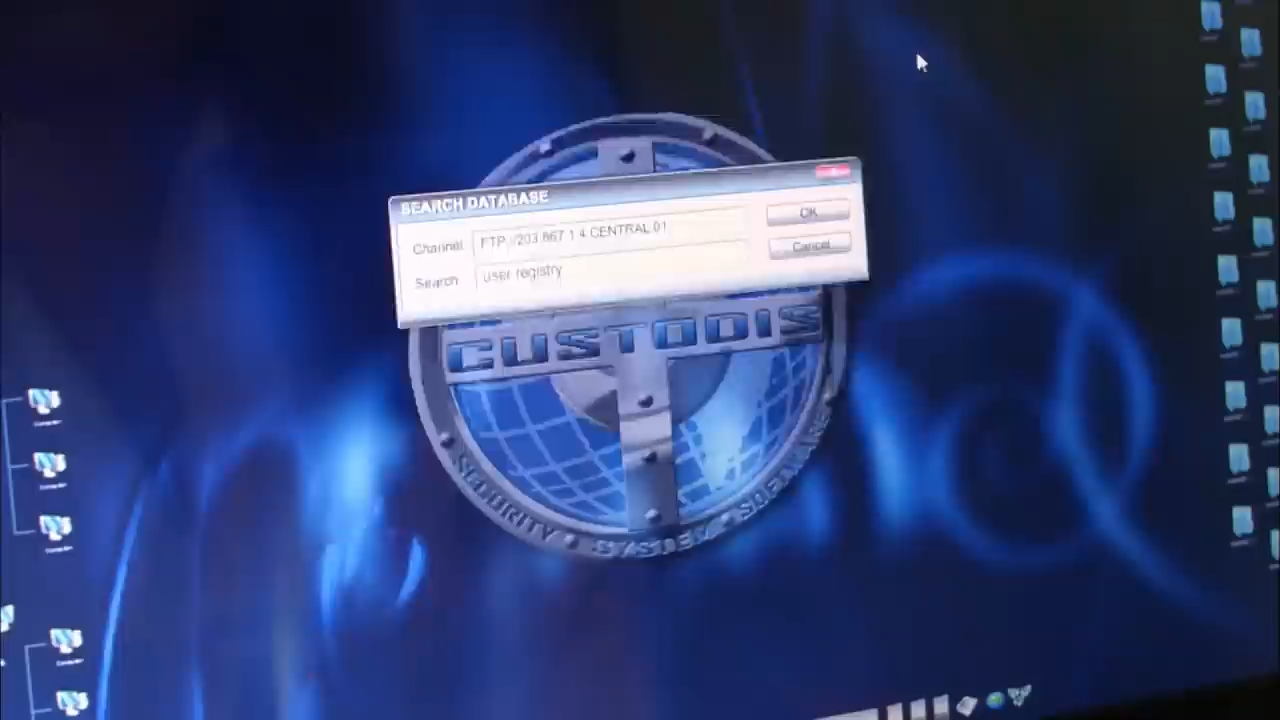 SEARCH DATABASE
Channel FTP://203.867.1.4.CENTRAL.01 OK
Search user registry Cancel
CUSTODIS
SECURITY • SYSTEM • SOFTWARE